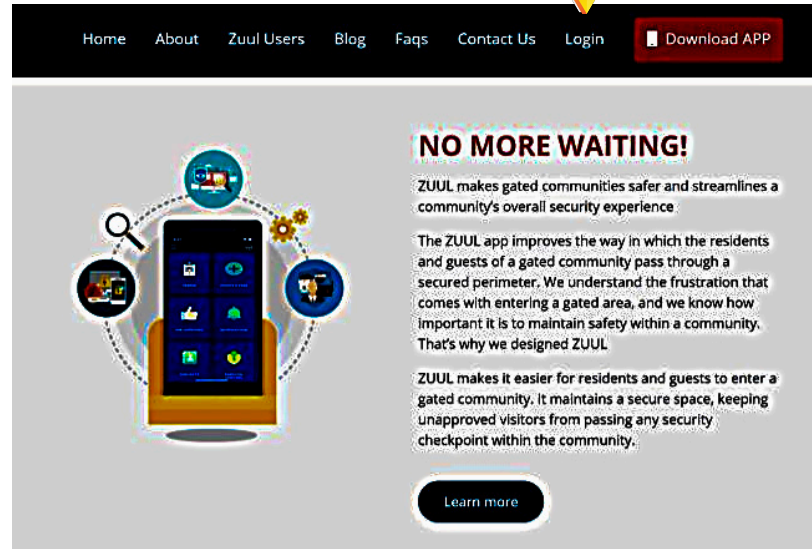 Home About Zuul Users Blog Faqs Contact Us Login Download APP
NO MORE WAITING!
ZUUL makes gated communities safer and streamlines a
community's overall security experience
The ZUUL app improves the way in which the residents
and guests of a gated community pass through a
secured perimeter. We understand the frustration that
comes with entering a gated area, and we know how
important it is to maintain safety within a community.
That's why we designed ZUUL
ZUUL makes it easier for residents and guests to enter a
gated community. It maintains a secure space, keeping
unapproved visitors from passing any security
checkpoint within the community.
Learn more